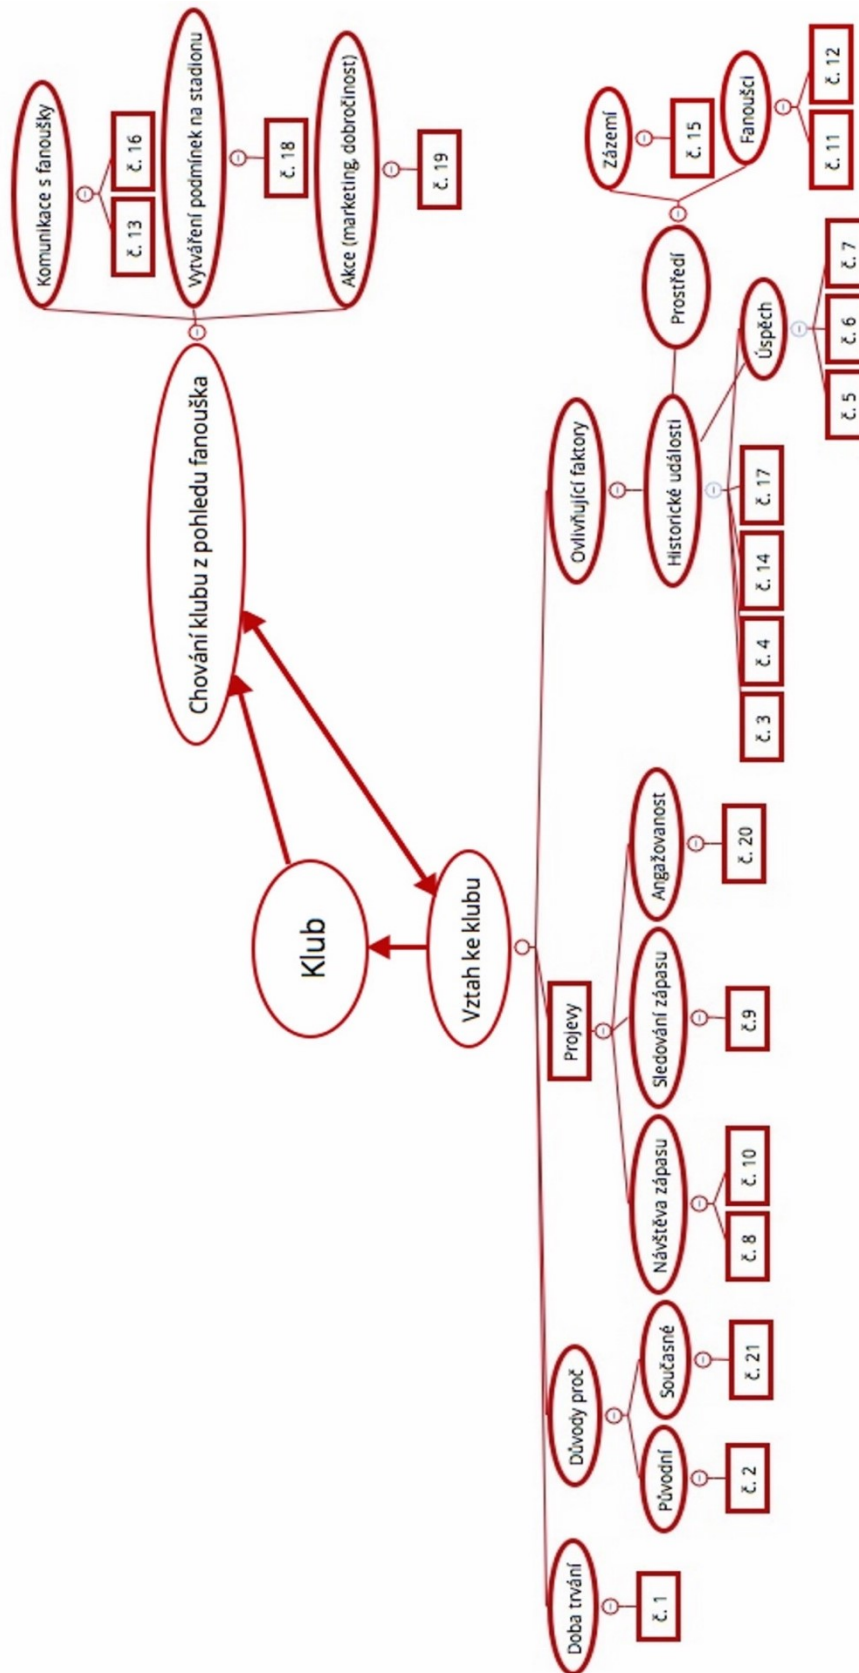 Komunikace s fanoušky
č. 13
č. 16
Vytváření podmínek na stadionu
č. 18
Akce (marketing, dobročinost)
č. 19
Chování klubu z pohledu fanouška
Klub
Vztah ke klubu
Doba trvání
č. 1
Důvody proč
Původní
č. 2
Současné
č. 21
Projevy
Návštěva zápasu
č. 8
č. 10
Sledování zápasu
č.9
Angažovanost
č. 20
Ovlivňující faktory
Historické události
č. 3
č. 4
č. 14
č. 17
Úspěch
č. 5
č. 6
č. 7
Prostředí
Zázemí
č. 15
Fanoušci
č. 11
č. 12